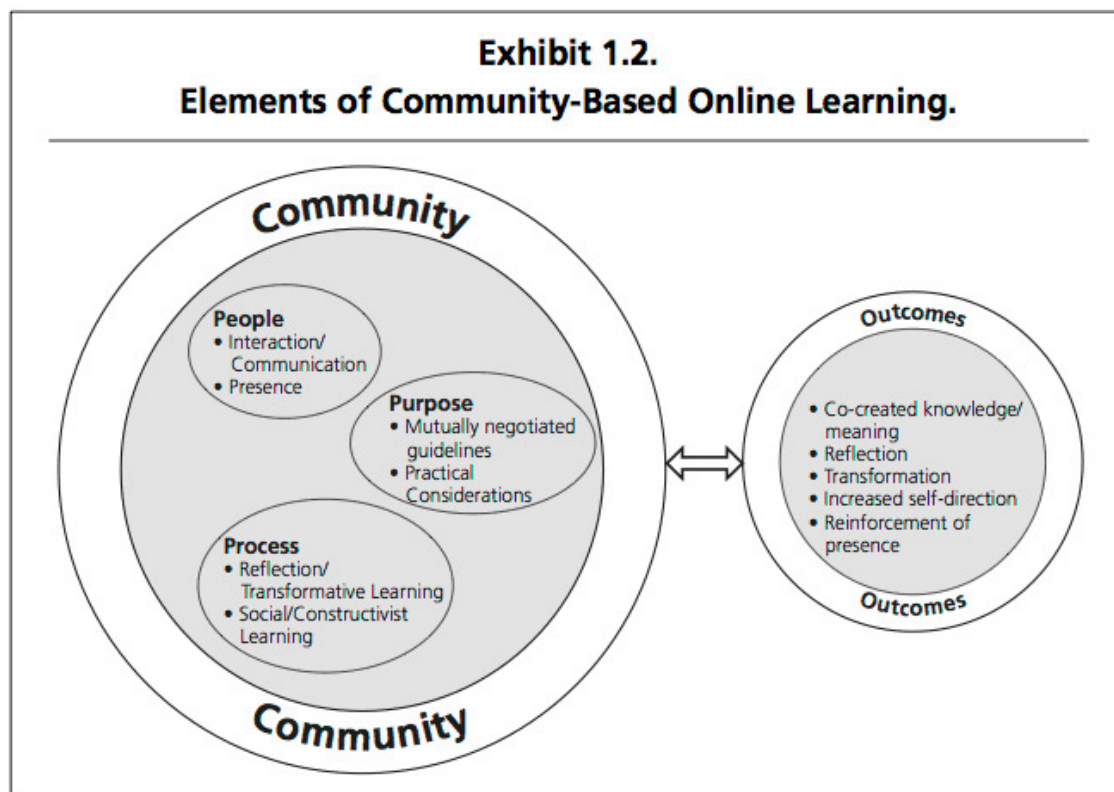 Exhibit 1.2.
Elements of Community-Based Online Learning.
Community
People
• Interaction/
Communication
• Presence
Purpose
• Mutually negotiated
guidelines
• Practical
Considerations
Process
• Reflection/
Transformative Learning
• Social/Constructivist
Learning
Community
Outcomes
• Co-created knowledge/
meaning
• Reflection
• Transformation
• Increased self-direction
• Reinforcement of
presence
Outcomes